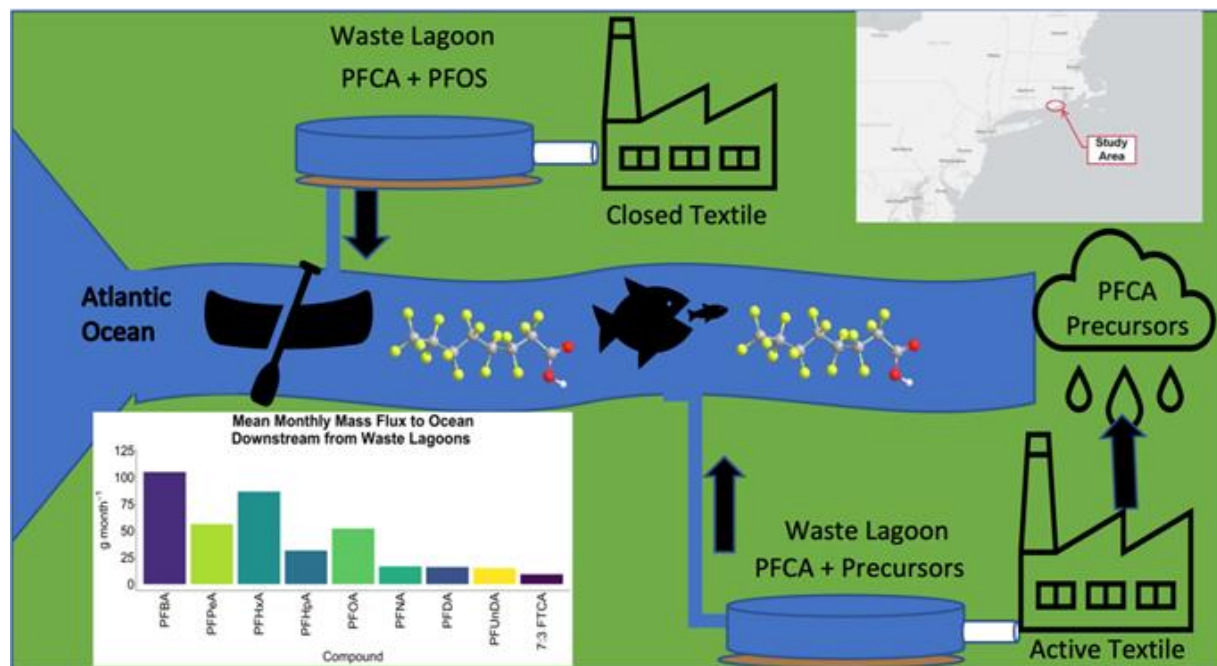 Waste Lagoon
PFCA + PFOS
Closed Textile
Study
Area
Atlantic
Ocean
PFCA
Precursors
Mean Monthly Mass Flux to Ocean
Downstream from Waste Lagoons
125
100
75
50
25
0
g month⁻¹
PFBA
PFPeA
PFHxA
PFHpA
PFOA
PFNA
PFDA
PFUnDA
7:3 FTCA
Compound
Waste Lagoon
PFCA + Precursors
Active Textile